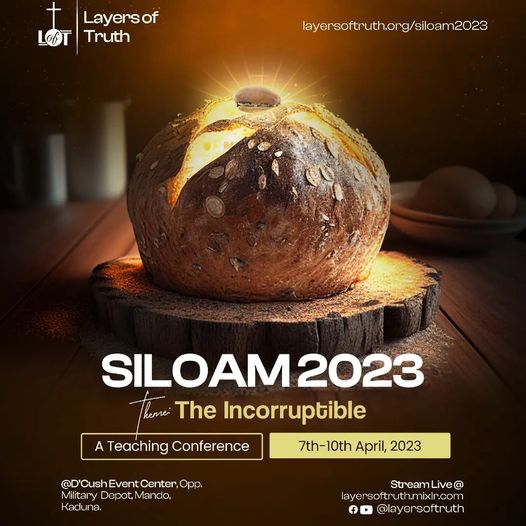 LofT
Layers of
Truth
layersoftruth.org/siloam2023
SILOAM 2023
Theme: The Incorruptible
A Teaching Conference
7th-10th April, 2023
@D'Cush Event Center, Opp.
Military Depot, Mando,
Kaduna.
Stream Live @
layersoftruth.mixlr.com
@layersoftruth